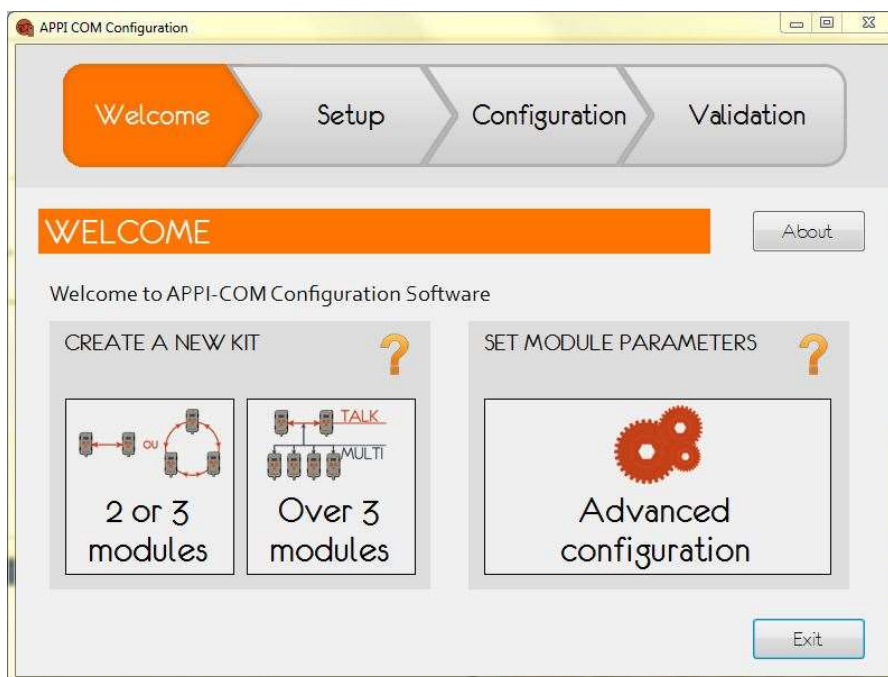 APPI COM Configuration
Welcome
Setup
Configuration
Validation
WELCOME
About
Welcome to APPI-COM Configuration Software
CREATE A NEW KIT
?
SET MODULE PARAMETERS
?
OU
TALK
MULTI
2 or 3
modules
Over 3
modules
Advanced
configuration
Exit